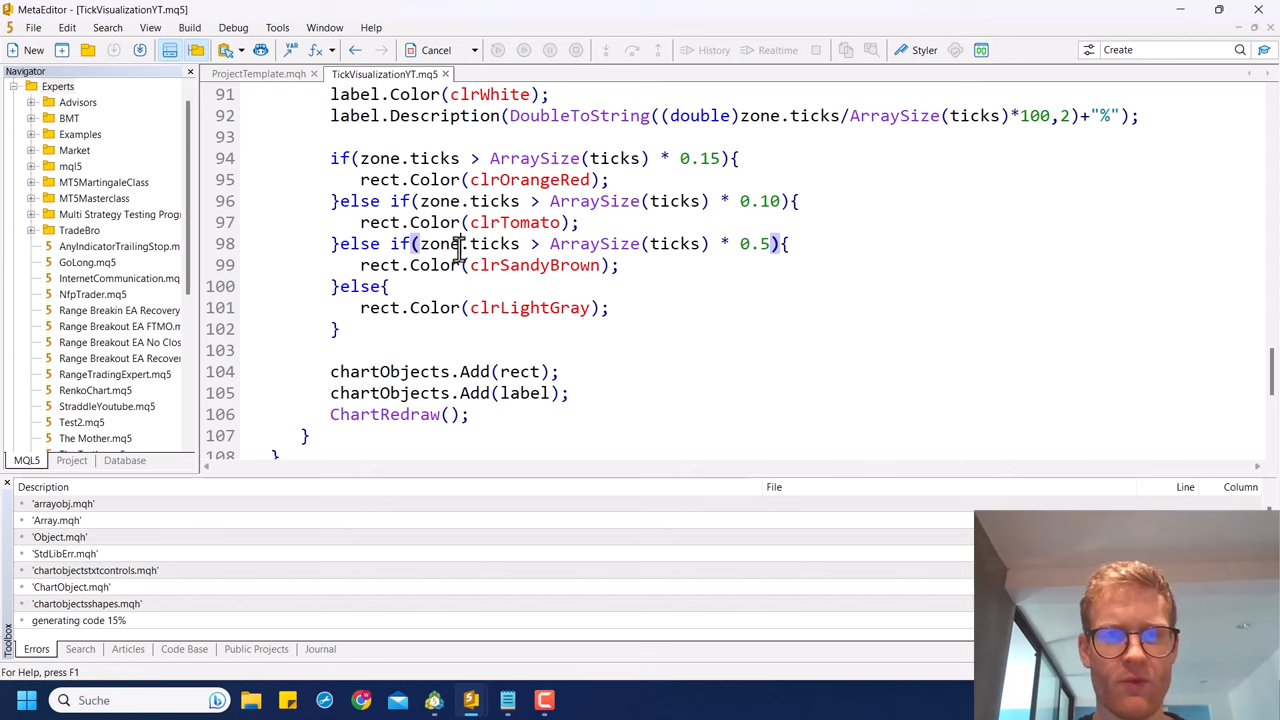 MetaEditor - [TickVisualizationYT.mq5]
File Edit Search View Build Debug Tools Window Help
New Cancel History Realtime Styler Create
Navigator
ProjectTemplate.mqh TickVisualizationYT.mq5
Experts
Advisors
BMT
Examples
Market
mql5
MT5MartingaleClass
MT5Masterclass
Multi Strategy Testing Progr
TradeBro
AnyIndicatorTrailingStop.m
GoLong.mq5
InternetCommunication.mq
NfpTrader.mq5
Range Breakin EA Recovery
Range Breakout EA FTMO.m
Range Breakout EA No Clos
Range Breakout EA Recover
RangeTradingExpert.mq5
RenkoChart.mq5
StraddleYoutube.mq5
Test2.mq5
The Mother.mq5
MQL5 Project Database
91 label.Color(clrWhite);
92 label.Description(DoubleToString((double)zone.ticks/ArraySize(ticks)*100,2)+"%");
93
94 if(zone.ticks > ArraySize(ticks) * 0.15){
95 rect.Color(clrOrangeRed);
96 }else if(zone.ticks > ArraySize(ticks) * 0.10){
97 rect.Color(clrTomato);
98 }else if(zone.ticks > ArraySize(ticks) * 0.5){
99 rect.Color(clrSandyBrown);
100 }else{
101 rect.Color(clrLightGray);
102 }
103
104 chartObjects.Add(rect);
105 chartObjects.Add(label);
106 ChartRedraw();
107 }
108 }
Description File Line Column
'arrayobj.mqh'
'Array.mqh'
'Object.mqh'
'StdLibErr.mqh'
'chartobjectstxtcontrols.mqh'
'ChartObject.mqh'
'chartobjectsshapes.mqh'
generating code 15%
Toolbox
Errors Search Articles Code Base Public Projects Journal
For Help, press F1
Suche